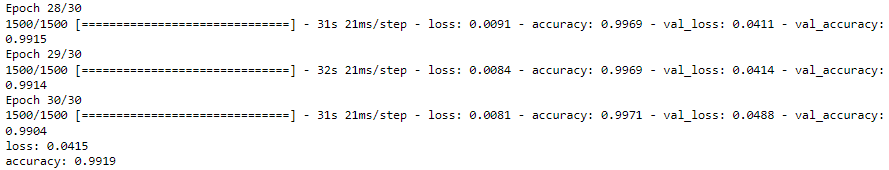 Epoch 28/30
1500/1500 [==============================] - 31s 21ms/step - loss: 0.0091 - accuracy: 0.9969 - val_loss: 0.0411 - val_accuracy:
0.9915
Epoch 29/30
1500/1500 [==============================] - 32s 21ms/step - loss: 0.0084 - accuracy: 0.9969 - val_loss: 0.0414 - val_accuracy:
0.9914
Epoch 30/30
1500/1500 [==============================] - 31s 21ms/step - loss: 0.0081 - accuracy: 0.9971 - val_loss: 0.0488 - val_accuracy:
0.9904
loss: 0.0415
accuracy: 0.9919